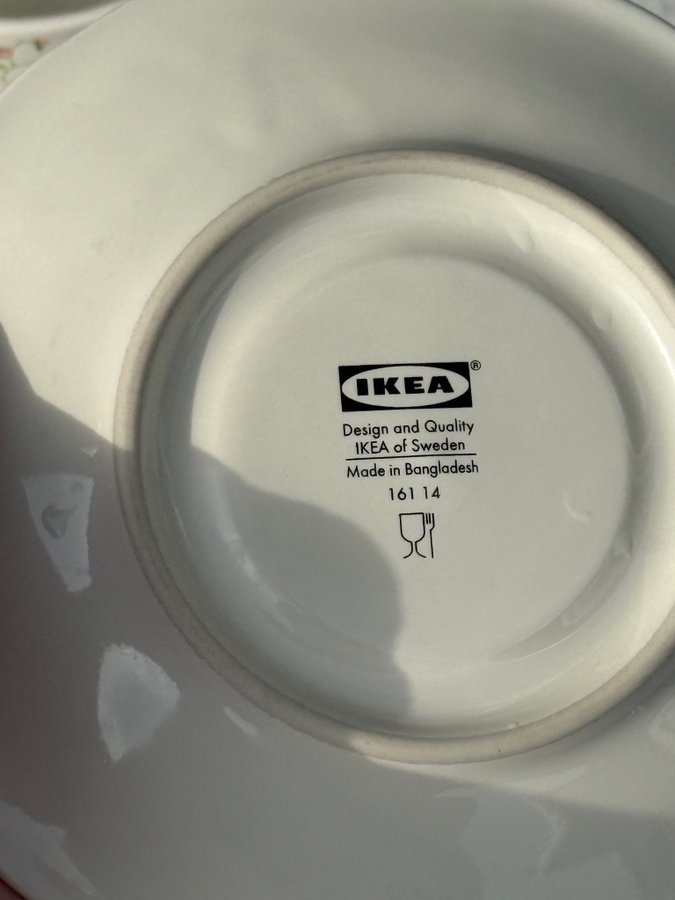 IKEA®
Design and Quality
IKEA of Sweden
Made in Bangladesh
161 14